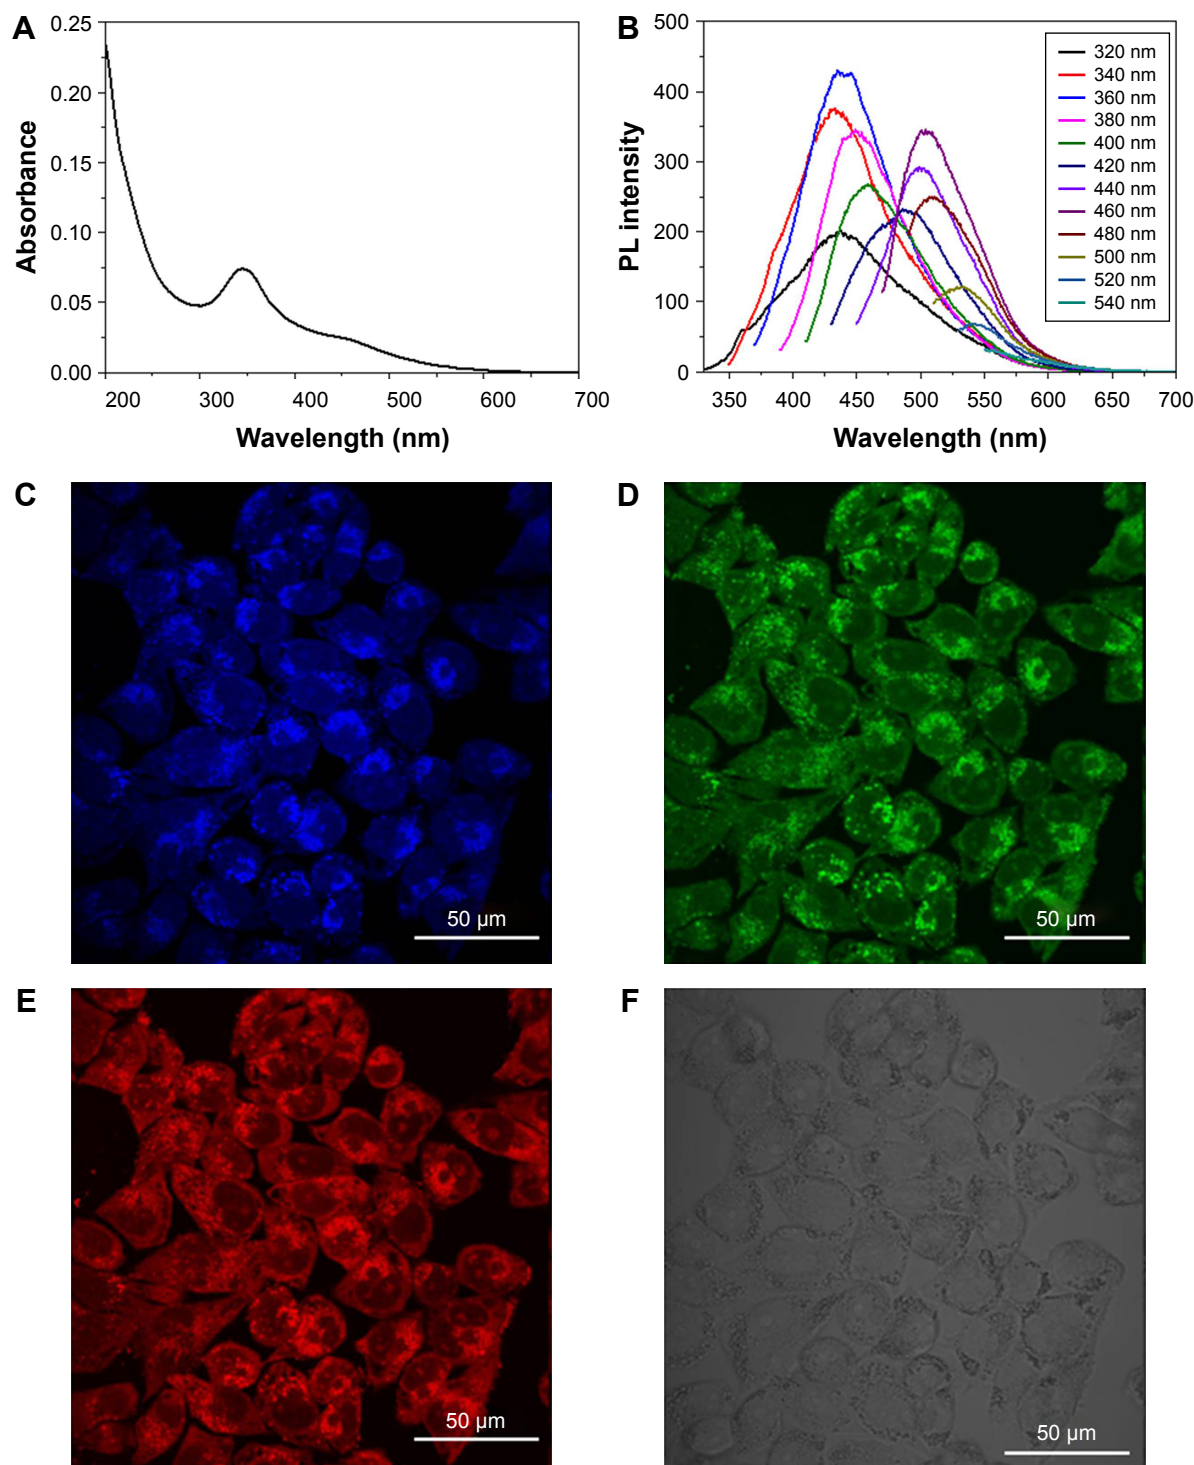 A
0.25
0.20
0.15
0.10
0.05
0.00
Absorbance
200 300 400 500 600 700
Wavelength (nm)
B
500
400
300
200
100
0
PL intensity
350 400 450 500 550 600 650 700
Wavelength (nm)
320 nm
340 nm
360 nm
380 nm
400 nm
420 nm
440 nm
460 nm
480 nm
500 nm
520 nm
540 nm
C
50 µm
D
50 µm
E
50 µm
F
50 µm